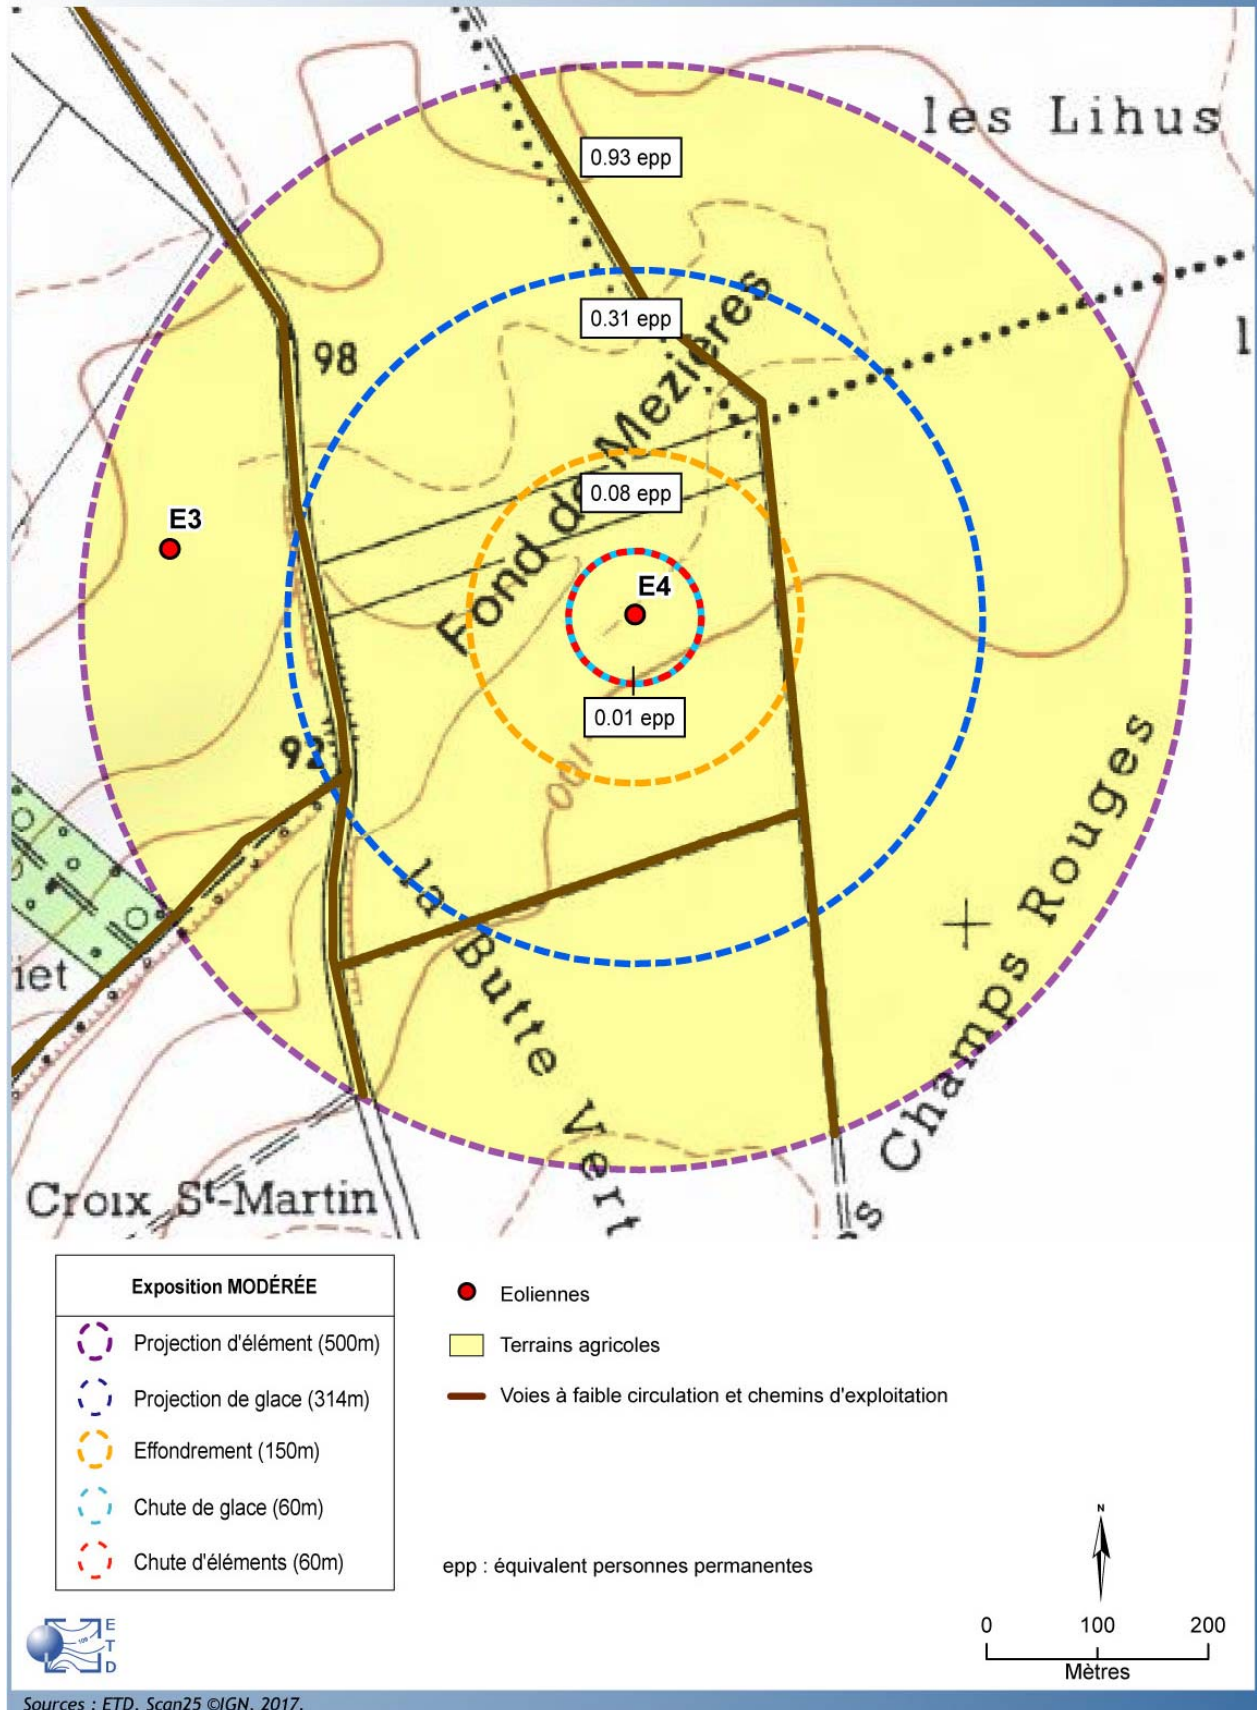 les Lihus
0.93 epp
0.31 epp
98
Fond de Mezières
0.08 epp
E3
E4
0.01 epp
92
100
la Butte Vert
Champs Rouges
iet
Croix St-Martin
es
Exposition MODÉRÉE
Projection d'élément (500m)
Projection de glace (314m)
Effondrement (150m)
Chute de glace (60m)
Chute d'éléments (60m)
Eoliennes
Terrains agricoles
Voies à faible circulation et chemins d'exploitation
epp : équivalent personnes permanentes
N
0 100 200
Mètres
E
T
D
Sources : ETD, Scan25 ©IGN, 2017.